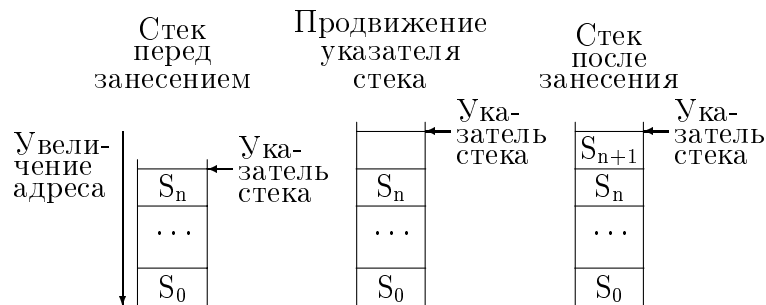 Стек
перед
занесением
Продвижение
указателя
стека
Стек
после
занесения
Увели-
чение
адреса
Ука-
затель
стека
Ука-
затель
стека
Ука-
затель
стека
Sₙ
...
S₀
Sₙ
...
S₀
Sₙ₊₁
Sₙ
...
S₀